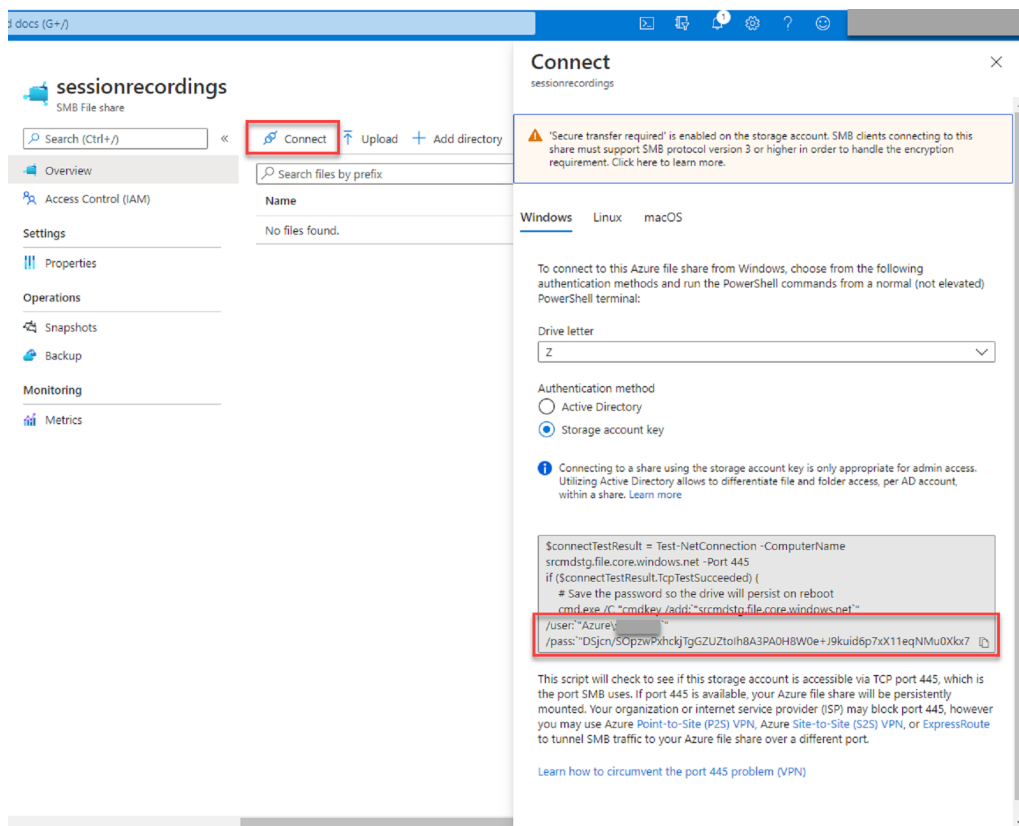 d docs (G+/)
1
sessionrecordings
SMB File share
Search (Ctrl+/)
«
Overview
Access Control (IAM)
Settings
Properties
Operations
Snapshots
Backup
Monitoring
Metrics
Connect
Upload
Add directory
Search files by prefix
Name
No files found.
Connect
sessionrecordings
'Secure transfer required' is enabled on the storage account. SMB clients connecting to this
share must support SMB protocol version 3 or higher in order to handle the encryption
requirement. Click here to learn more.
Windows Linux macOS
To connect to this Azure file share from Windows, choose from the following
authentication methods and run the PowerShell commands from a normal (not elevated)
PowerShell terminal:
Drive letter
Z
Authentication method
Active Directory
Storage account key
Connecting to a share using the storage account key is only appropriate for admin access.
Utilizing Active Directory allows to differentiate file and folder access, per AD account,
within a share. Learn more
$connectTestResult = Test-NetConnection -ComputerName
srcmdstg.file.core.windows.net -Port 445
if ($connectTestResult.TcpTestSucceeded) {
# Save the password so the drive will persist on reboot
cmd.exe /C "cmdkey /add:`"srcmdstg.file.core.windows.net`"
/user:`"Azure\ `"
/pass:`"DSjcn/SOpzwPxhckjTgGZUZtoIh8A3PA0H8W0e+J9kuid6p7xX11eqNMu0Xkx7
This script will check to see if this storage account is accessible via TCP port 445, which is
the port SMB uses. If port 445 is available, your Azure file share will be persistently
mounted. Your organization or internet service provider (ISP) may block port 445, however
you may use Azure Point-to-Site (P2S) VPN, Azure Site-to-Site (S2S) VPN, or ExpressRoute
to tunnel SMB traffic to your Azure file share over a different port.
Learn how to circumvent the port 445 problem (VPN)